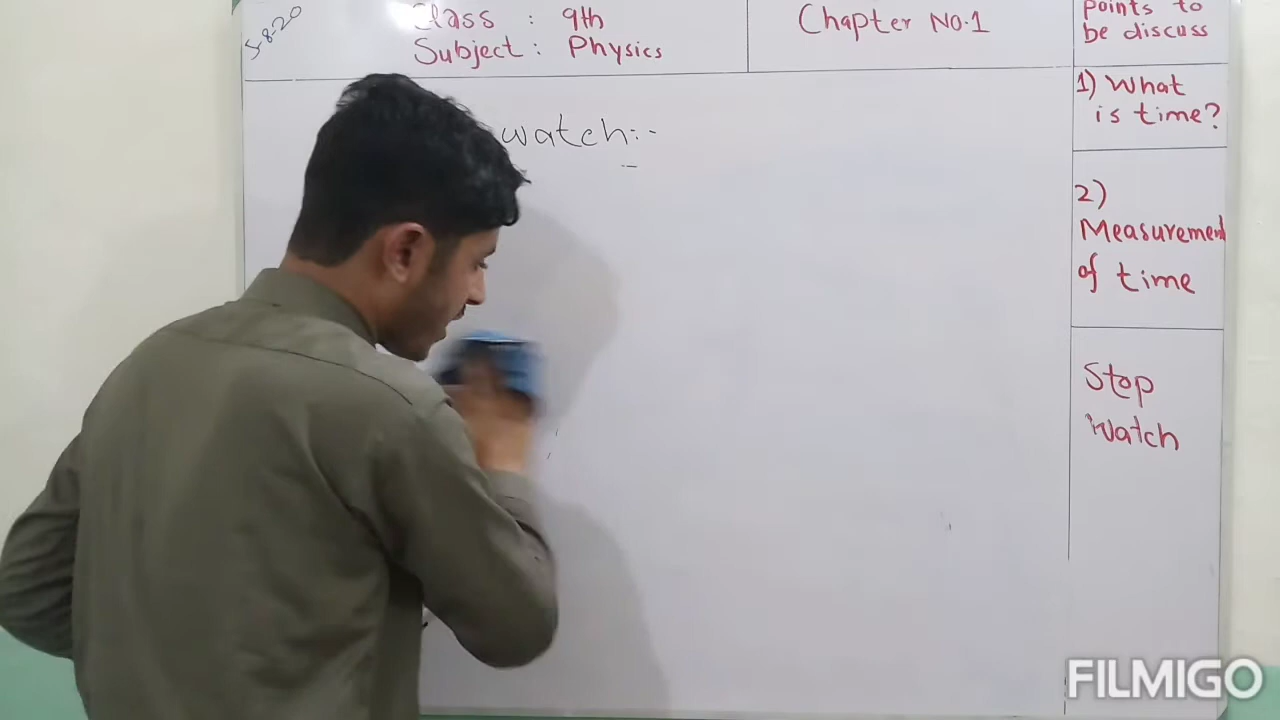 5-8-20
Class : 9th
Subject : Physics
Chapter No.1
points to
be discuss
1) What
is time?
2)
Measurement
of time
Stop
Watch
watch:-
FILMIGO